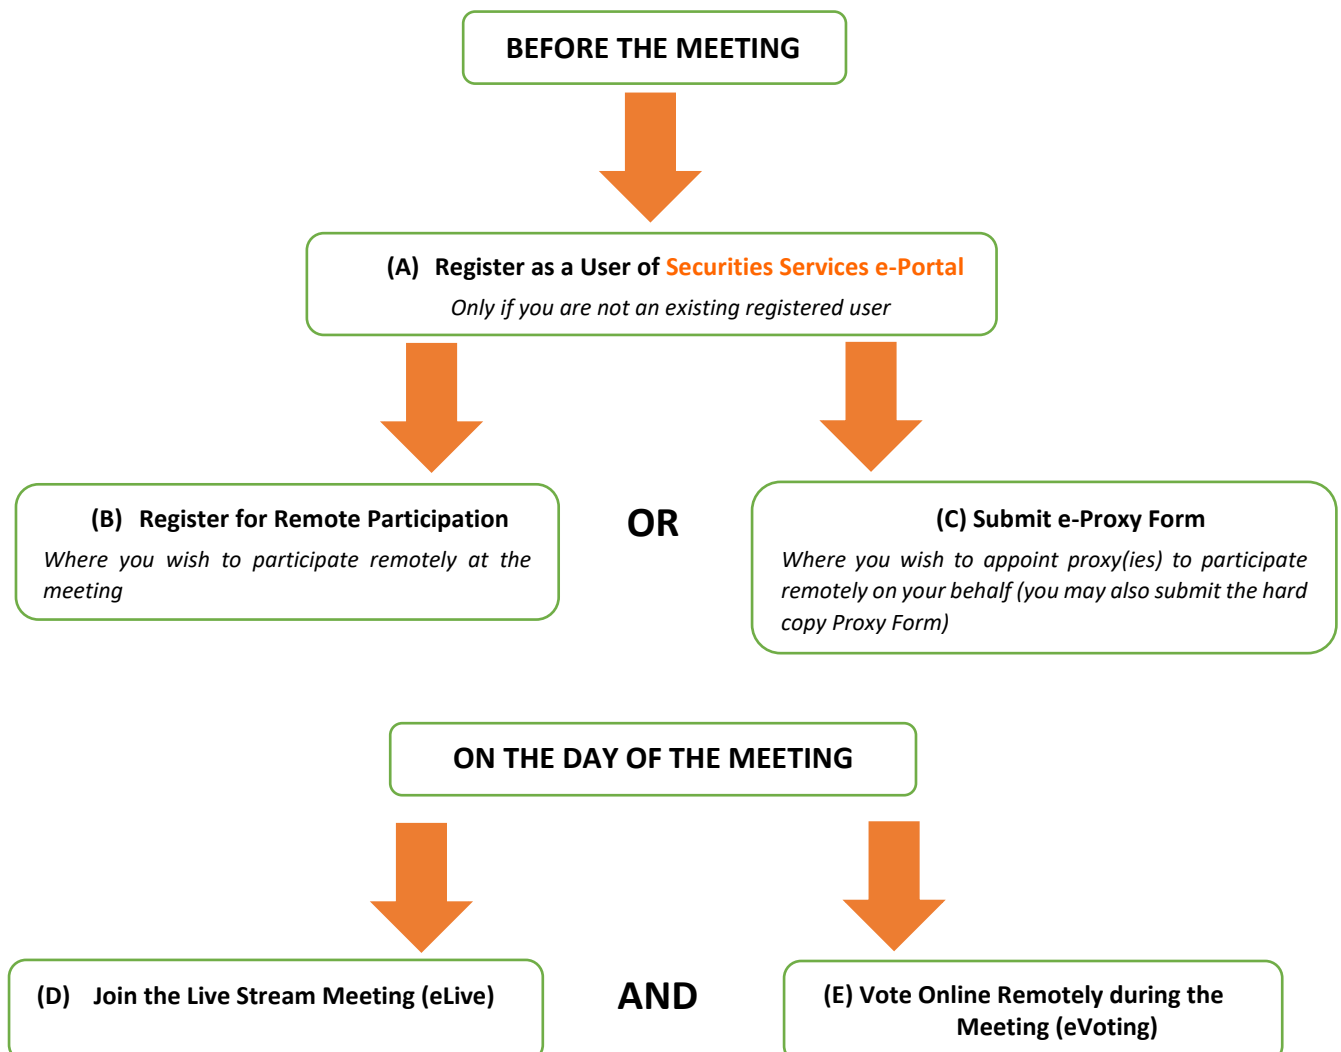 BEFORE THE MEETING
(A) Register as a User of Securities Services e-Portal
Only if you are not an existing registered user
(B) Register for Remote Participation
Where you wish to participate remotely at the
meeting
OR
(C) Submit e-Proxy Form
Where you wish to appoint proxy(ies) to participate
remotely on your behalf (you may also submit the hard
copy Proxy Form)
ON THE DAY OF THE MEETING
(D) Join the Live Stream Meeting (eLive)
AND
(E) Vote Online Remotely during the
Meeting (eVoting)